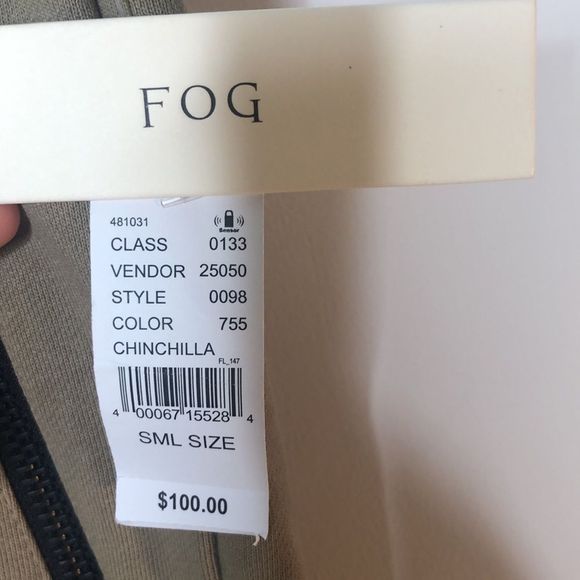 FOG
481031
Sensor
CLASS 0133
VENDOR 25050
STYLE 0098
COLOR 755
CHINCHILLA
FL_147
4 00067 15528 4
SML SIZE
$100.00